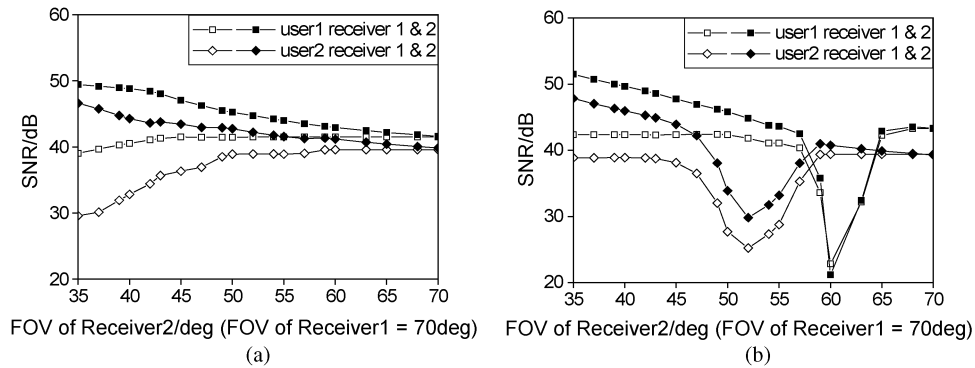 60
50
40
30
20
SNR/dB
user1 receiver 1 & 2
user2 receiver 1 & 2
35 40 45 50 55 60 65 70
FOV of Receiver2/deg (FOV of Receiver1 = 70deg)
(a)
60
50
40
30
20
SNR/dB
user1 receiver 1 & 2
user2 receiver 1 & 2
35 40 45 50 55 60 65 70
FOV of Receiver2/deg (FOV of Receiver1 = 70deg)
(b)